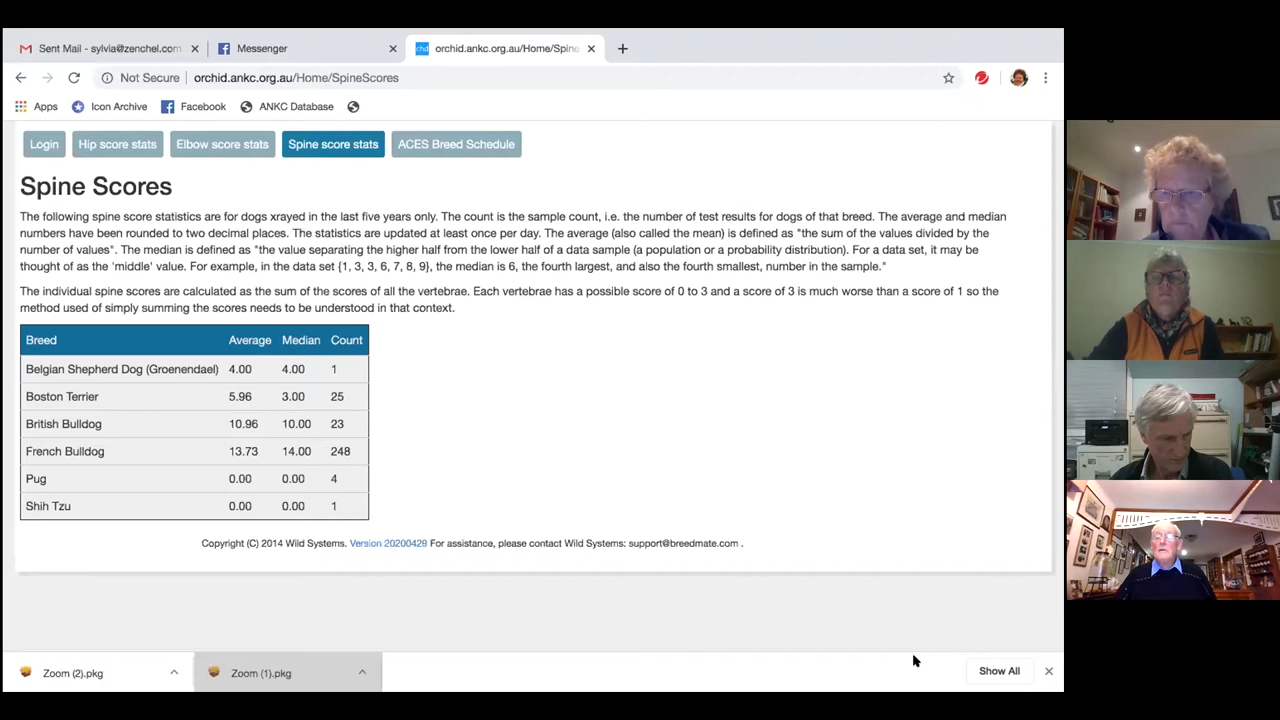 Sent Mail - sylvia@zenchel.com
Messenger
orchid.ankc.org.au/Home/Spine
Not Secure
orchid.ankc.org.au/Home/SpineScores
Apps
Icon Archive
Facebook
ANKC Database
Login
Hip score stats
Elbow score stats
Spine score stats
ACES Breed Schedule
Spine Scores
The following spine score statistics are for dogs xrayed in the last five years only. The count is the sample count, i.e. the number of test results for dogs of that breed. The average and median
numbers have been rounded to two decimal places. The statistics are updated at least once per day. The average (also called the mean) is defined as "the sum of the values divided by the
number of values". The median is defined as "the value separating the higher half from the lower half of a data sample (a population or a probability distribution). For a data set, it may be
thought of as the 'middle' value. For example, in the data set {1, 3, 3, 6, 7, 8, 9}, the median is 6, the fourth largest, and also the fourth smallest, number in the sample."
The individual spine scores are calculated as the sum of the scores of all the vertebrae. Each vertebrae has a possible score of 0 to 3 and a score of 3 is much worse than a score of 1 so the
method used of simply summing the scores needs to be understood in that context.
Breed Average Median Count
Belgian Shepherd Dog (Groenendael) 4.00 4.00 1
Boston Terrier 5.96 3.00 25
British Bulldog 10.96 10.00 23
French Bulldog 13.73 14.00 248
Pug 0.00 0.00 4
Shih Tzu 0.00 0.00 1
Copyright (C) 2014 Wild Systems. Version 20200429 For assistance, please contact Wild Systems: support@breedmate.com .
Zoom (2).pkg
Zoom (1).pkg
Show All